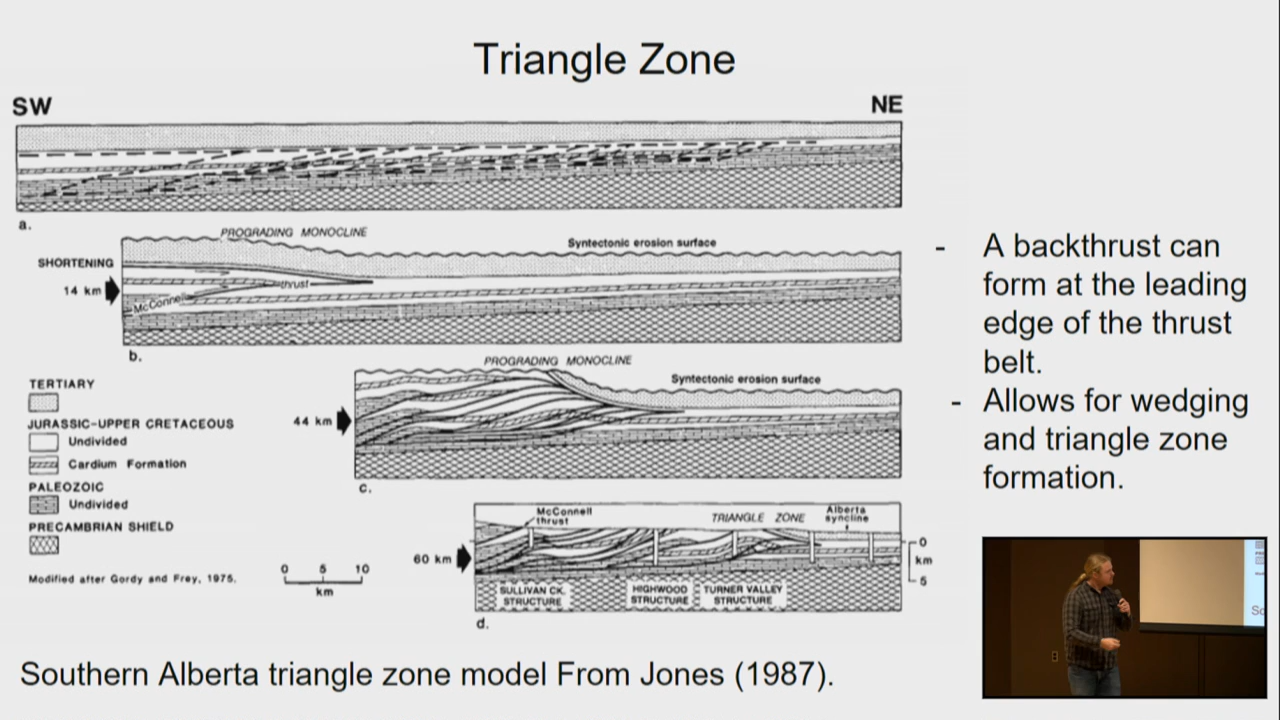 Triangle Zone
SW
NE
a.
PROGRADING MONOCLINE
Syntectonic erosion surface
SHORTENING
14 km
McConnell
thrust
b.
PROGRADING MONOCLINE
Syntectonic erosion surface
44 km
c.
TERTIARY
JURASSIC-UPPER CRETACEOUS
Undivided
Cardium Formation
PALEOZOIC
Undivided
PRECAMBRIAN SHIELD
Modified after Gordy and Frey, 1975.
0 5 10
km
McConnell
thrust
TRIANGLE ZONE
Alberta
syncline
60 km
0
km
5
SULLIVAN CK.
STRUCTURE
HIGHWOOD
STRUCTURE
TURNER VALLEY
STRUCTURE
d.
- A backthrust can
form at the leading
edge of the thrust
belt.
- Allows for wedging
and triangle zone
formation.
Southern Alberta triangle zone model From Jones (1987).